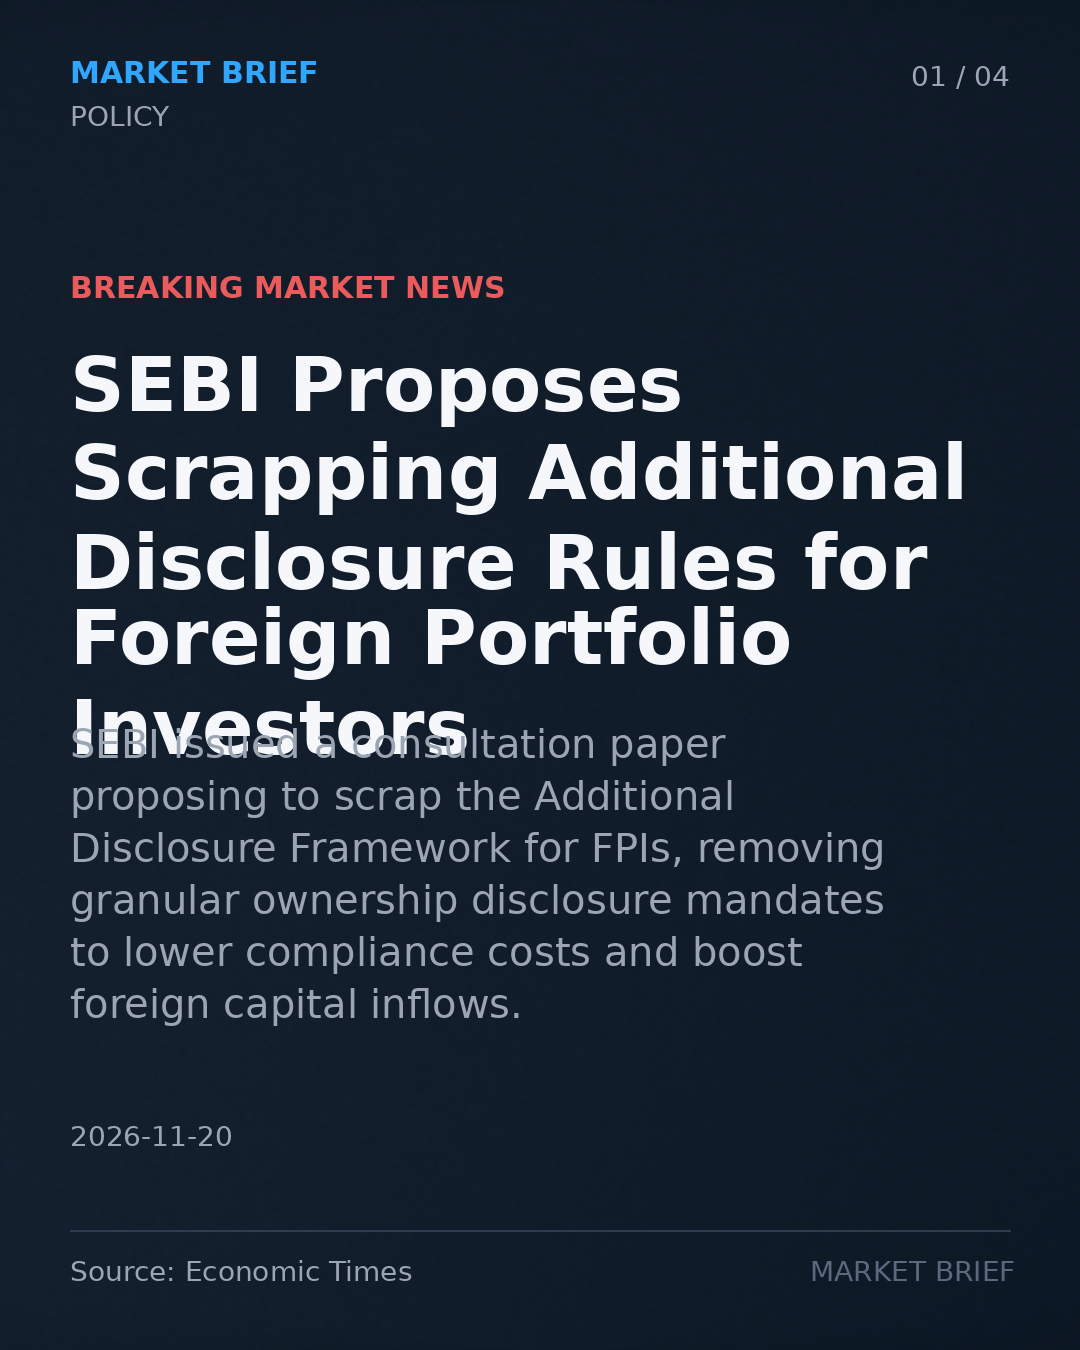 MARKET BRIEF
01 / 04
POLICY
BREAKING MARKET NEWS
SEBI Proposes
Scrapping Additional
Disclosure Rules for
Foreign Portfolio
Investors
SEBI issued a consultation paper
proposing to scrap the Additional
Disclosure Framework for FPIs, removing
granular ownership disclosure mandates
to lower compliance costs and boost
foreign capital inflows.
2026-11-20
Source: Economic Times
MARKET BRIEF